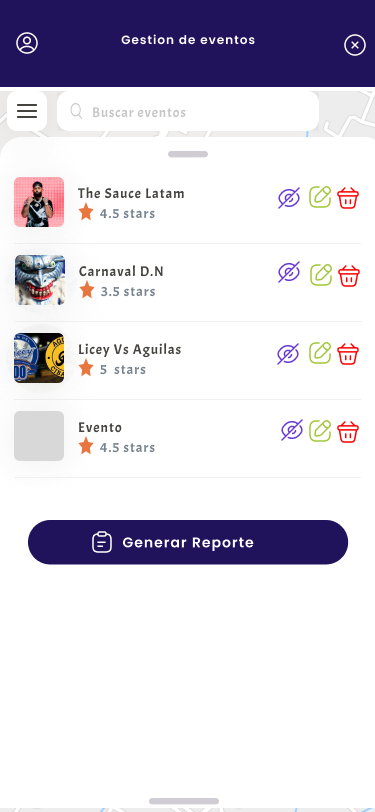 Gestion de eventos
Buscar eventos
The Sauce Latam
4.5 stars
Carnaval D.N
3.5 stars
Licey Vs Aguilas
5 stars
Evento
4.5 stars
Generar Reporte